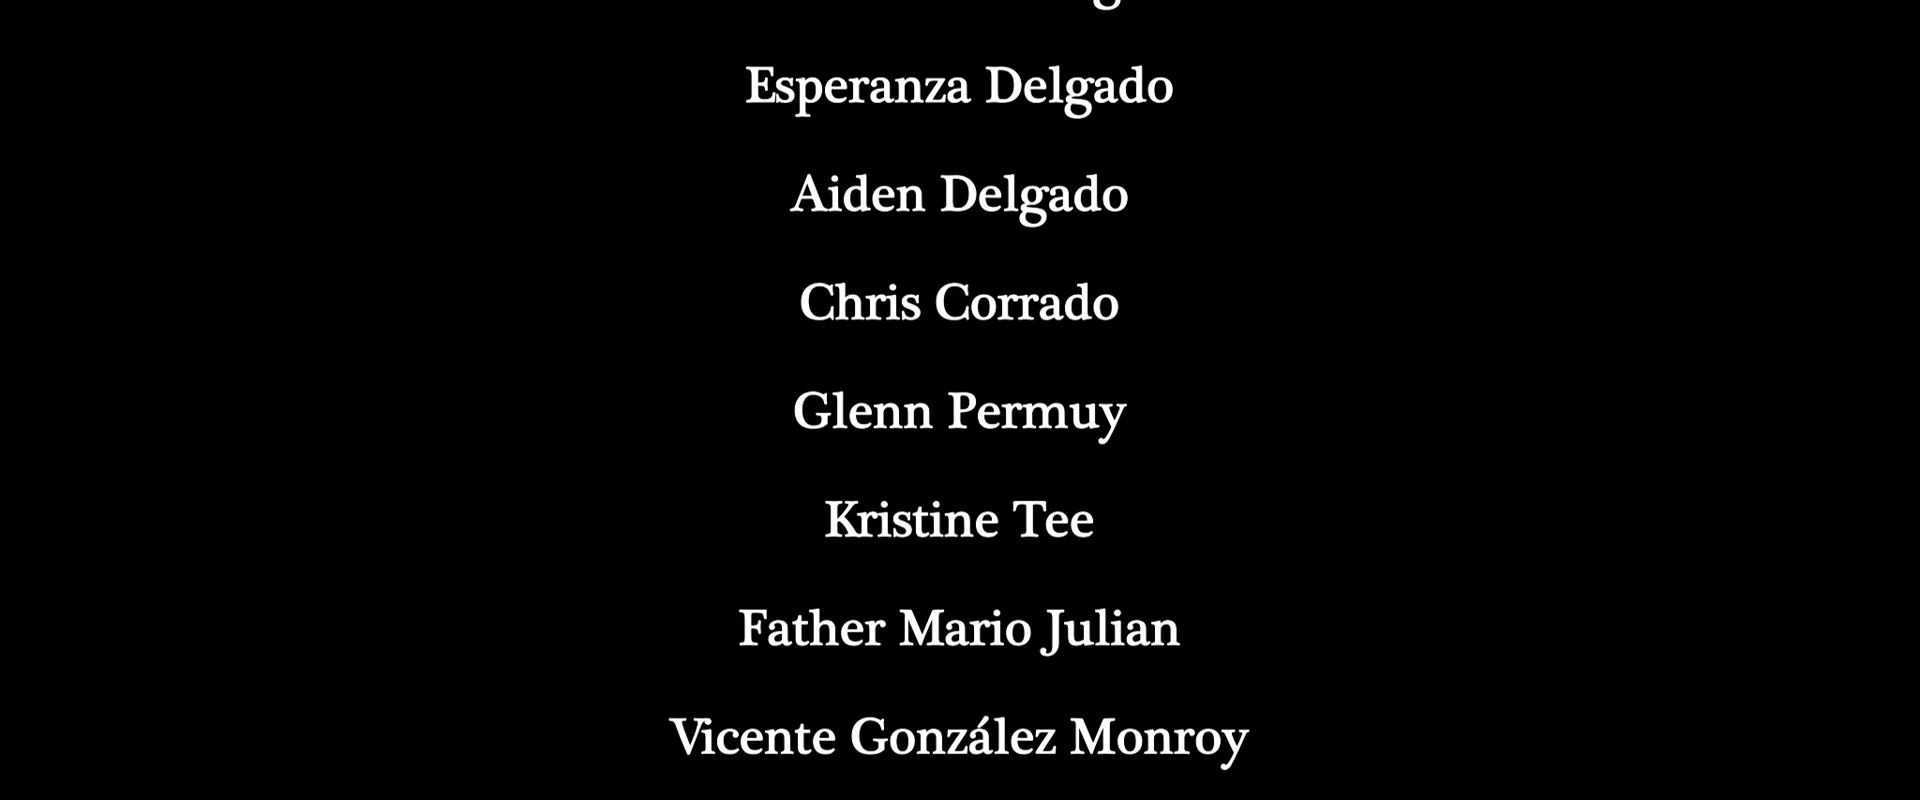 Esperanza Delgado
Aiden Delgado
Chris Corrado
Glenn Permuy
Kristine Tee
Father Mario Julian
Vicente González Monroy